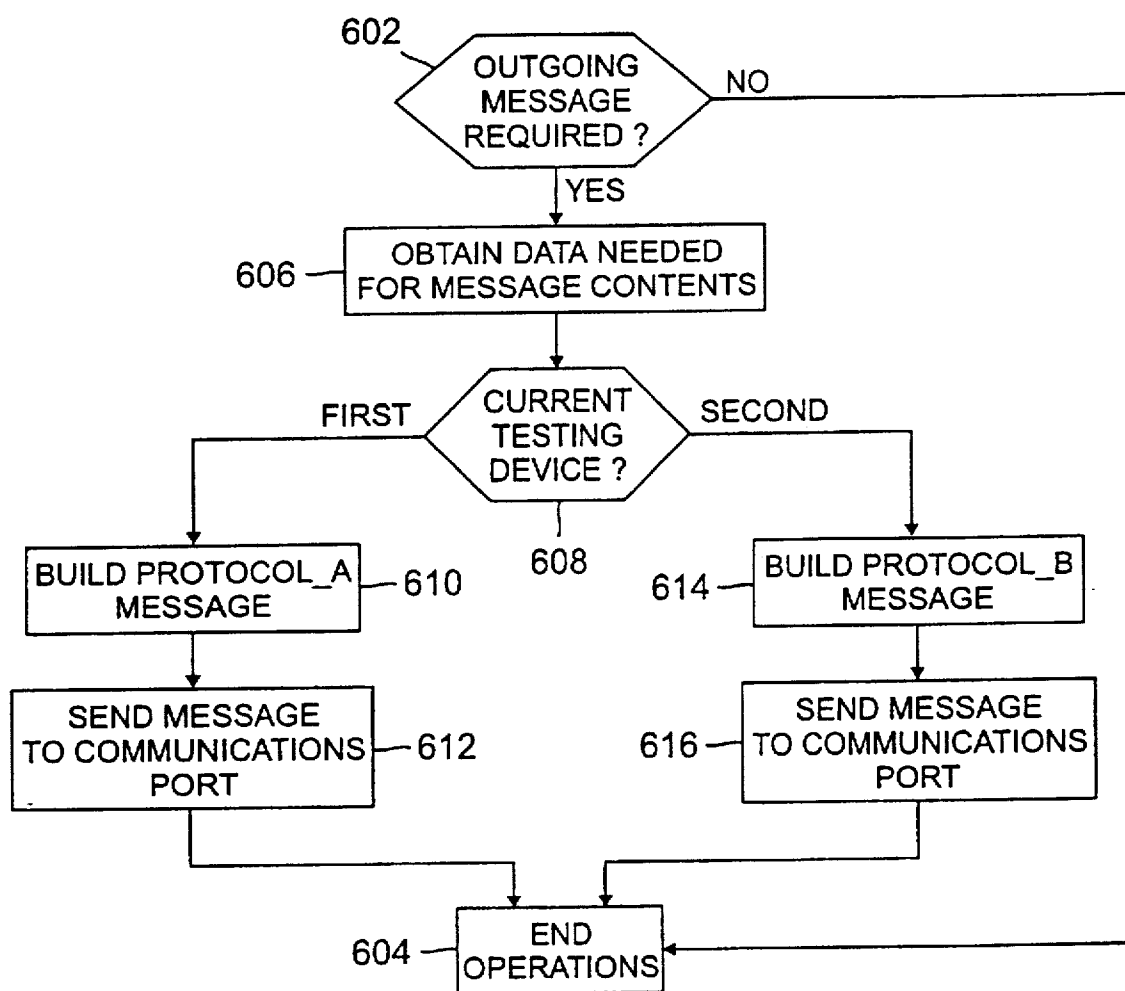 602
OUTGOING
MESSAGE
REQUIRED ?
NO
YES
606
OBTAIN DATA NEEDED
FOR MESSAGE CONTENTS
FIRST
CURRENT
TESTING
DEVICE ?
SECOND
608
BUILD PROTOCOL_A
MESSAGE
610
614
BUILD PROTOCOL_B
MESSAGE
SEND MESSAGE
TO COMMUNICATIONS
PORT
612
616
SEND MESSAGE
TO COMMUNICATIONS
PORT
604
END
OPERATIONS